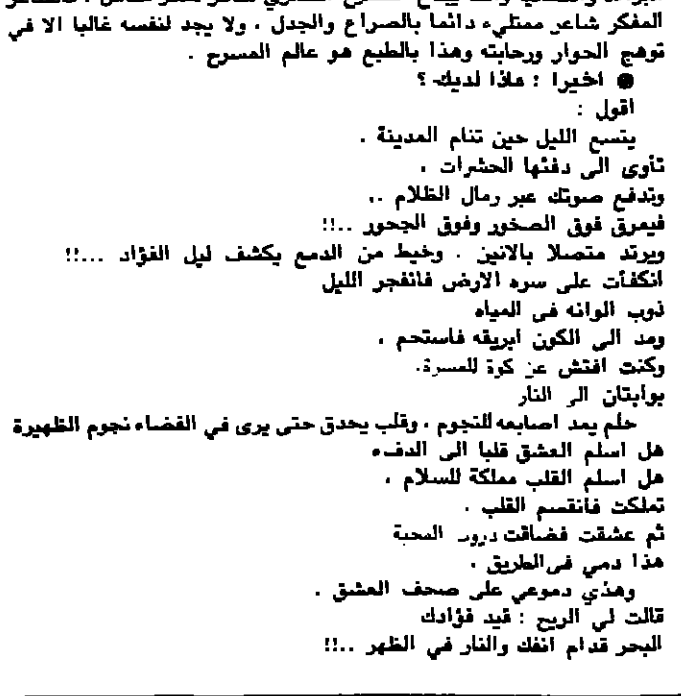 المفكر شاعر ممتليء دائما بالصراع والجدل . ولا يجد لنفسه غالبا الا في
توهج الحوار ورحابته وهذا بالطبع هو عالم المسرح .
● اخيرا : ماذا لديك ؟
اقول :
يتسع الليل حين تنام المدينة .
تأوى الى دفئها الحشرات .
وتدفع صوتك عبر رمال الظلام ..
فيمرق فوق الصخور وفوق الجحور ..!!
ويرتد متصلا بالانين . وخيط من الدمع يكشف ليل الفؤاد ...!!
انكفأت على سره الارض فانفجر الليل
ذوب الوانه فى المياه
ومد الى الكون ابريقه فاستحم .
وكنت افتش عن كوة للمسرة.
بوابتان الى النار
حلم يمد اصابعه للنجوم . وقلب يحدق حتى يرى في الفضاء نجوم الظهيرة
هل اسلم العشق قلبا الى الدفء
هل اسلم القلب مملكة للسلام .
تملكت فانقسم القلب .
ثم عشقت فضاقت دروب المحبة
هذا دمي فى الطريق .
وهذي دموعي على صحف العشق .
قالت لي الريح : قيد فؤادك
البحر قدام انفك والنار في الظهر ..!!